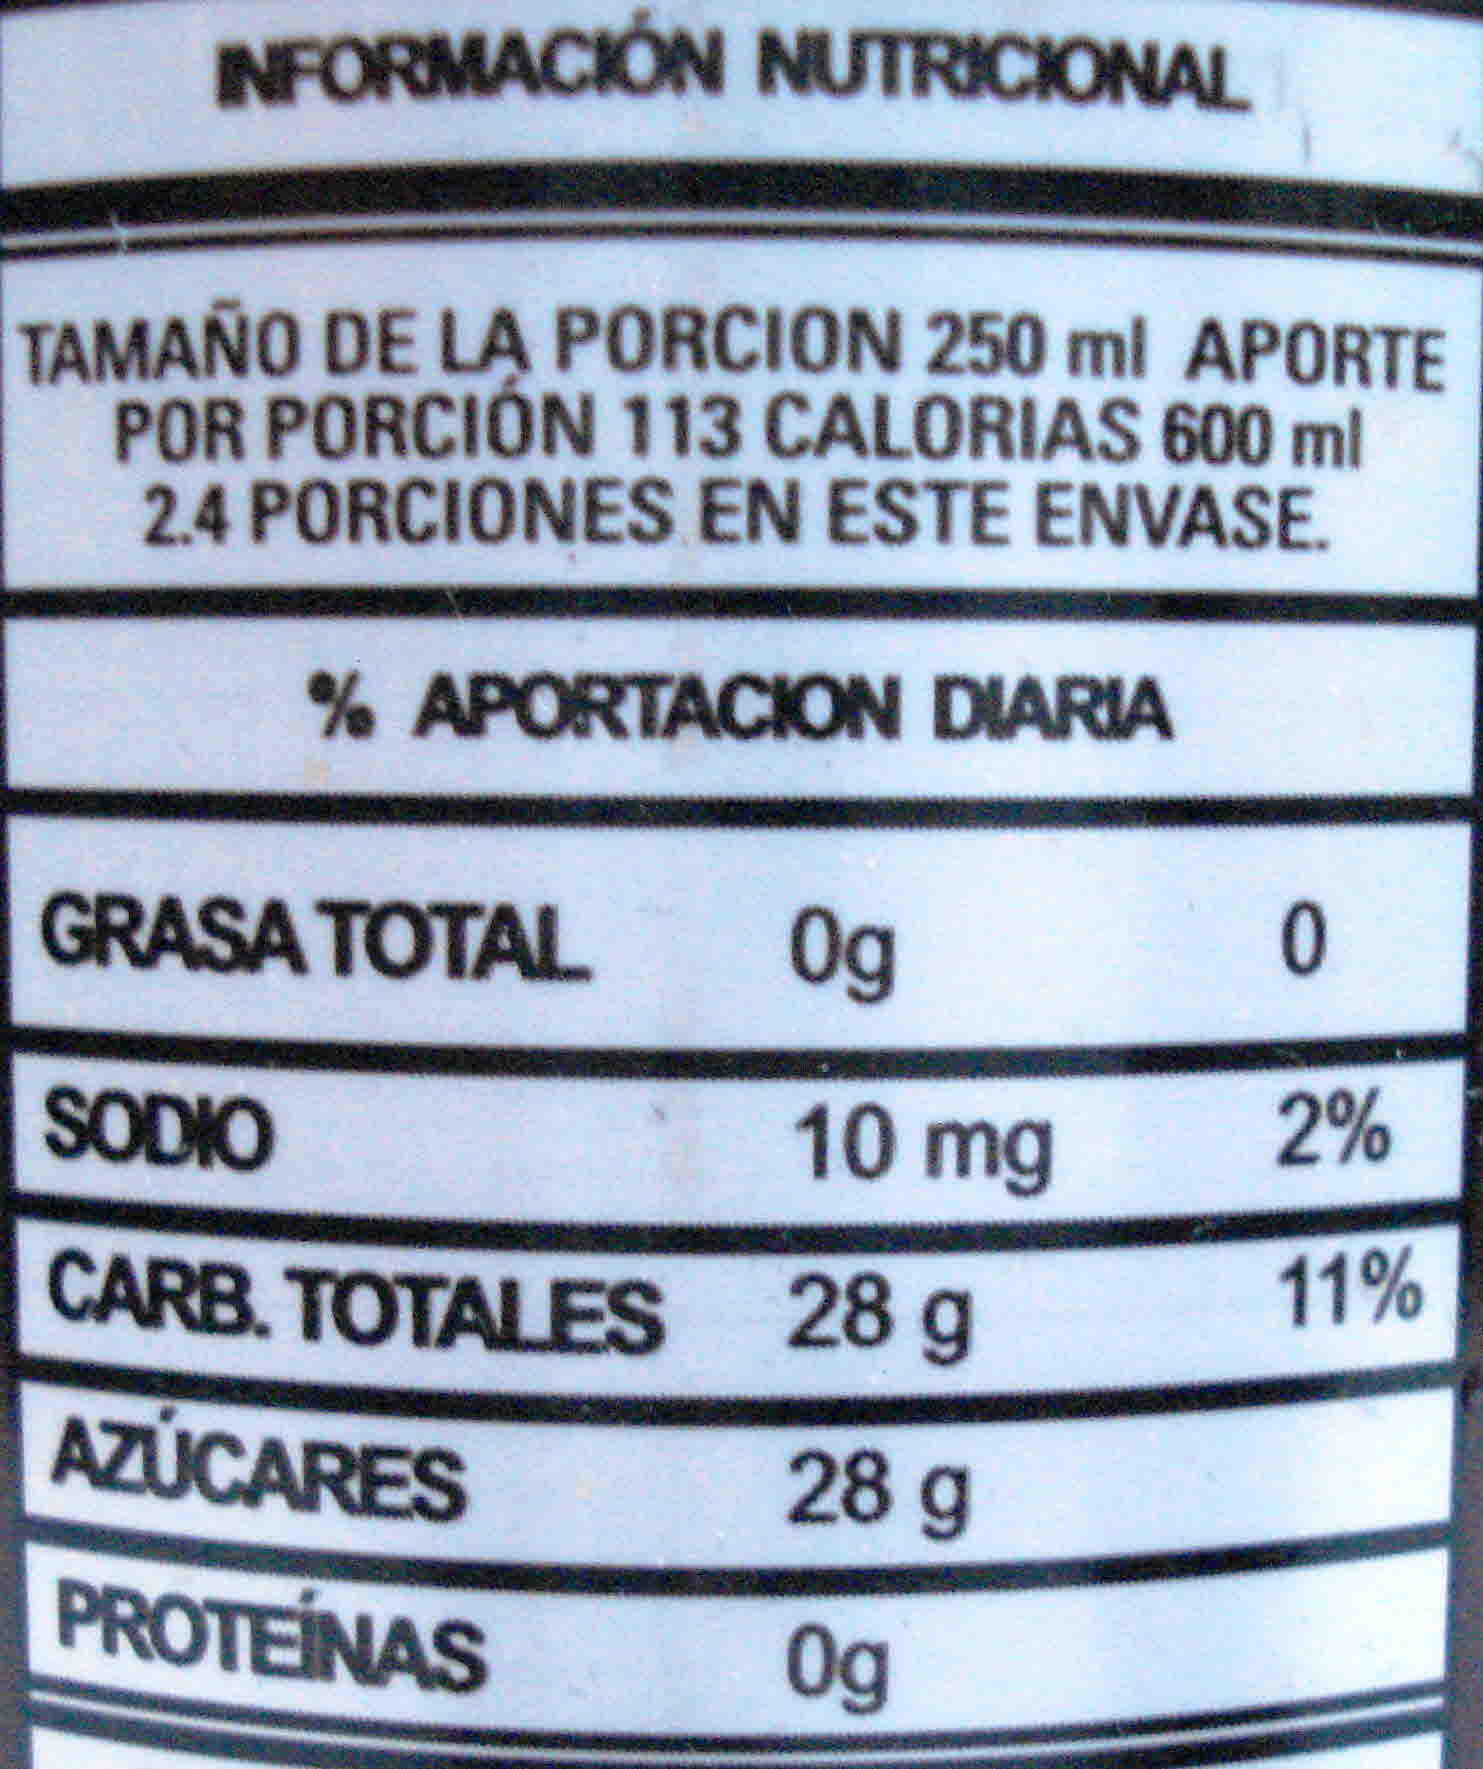 INFORMACIÓN NUTRICIONAL
TAMAÑO DE LA PORCION 250 ml APORTE
POR PORCIÓN 113 CALORIAS 600 ml
2.4 PORCIONES EN ESTE ENVASE.
% APORTACION DIARIA
GRASA TOTAL 0g 0
SODIO 10 mg 2%
CARB. TOTALES 28 g 11%
AZÚCARES 28 g
PROTEÍNAS 0g